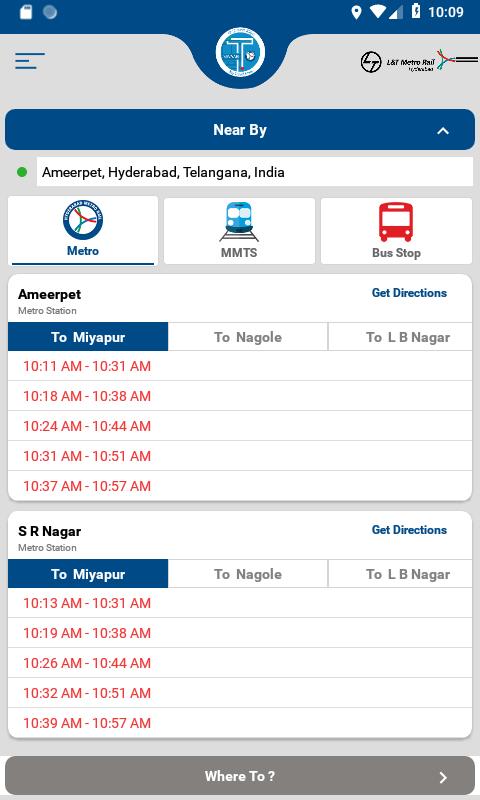 10:09
L&T Metro Rail
Hyderabad
Near By
Ameerpet, Hyderabad, Telangana, India
Metro
MMTS
Bus Stop
Ameerpet
Get Directions
Metro Station
To Miyapur
To Nagole
To L B Nagar
10:11 AM - 10:31 AM
10:18 AM - 10:38 AM
10:24 AM - 10:44 AM
10:31 AM - 10:51 AM
10:37 AM - 10:57 AM
S R Nagar
Get Directions
Metro Station
To Miyapur
To Nagole
To L B Nagar
10:13 AM - 10:31 AM
10:19 AM - 10:38 AM
10:26 AM - 10:44 AM
10:32 AM - 10:51 AM
10:39 AM - 10:57 AM
Where To ?